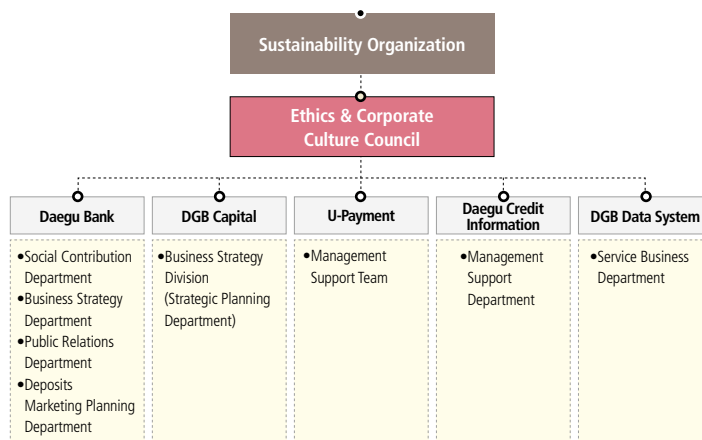 Sustainability Organization
Ethics & Corporate
Culture Council
Daegu Bank
•Social Contribution
Department
•Business Strategy
Department
•Public Relations
Department
•Deposits
Marketing Planning
Department
DGB Capital
•Business Strategy
Division
(Strategic Planning
Department)
U-Payment
•Management
Support Team
Daegu Credit
Information
•Management
Support
Department
DGB Data System
•Service Business
Department